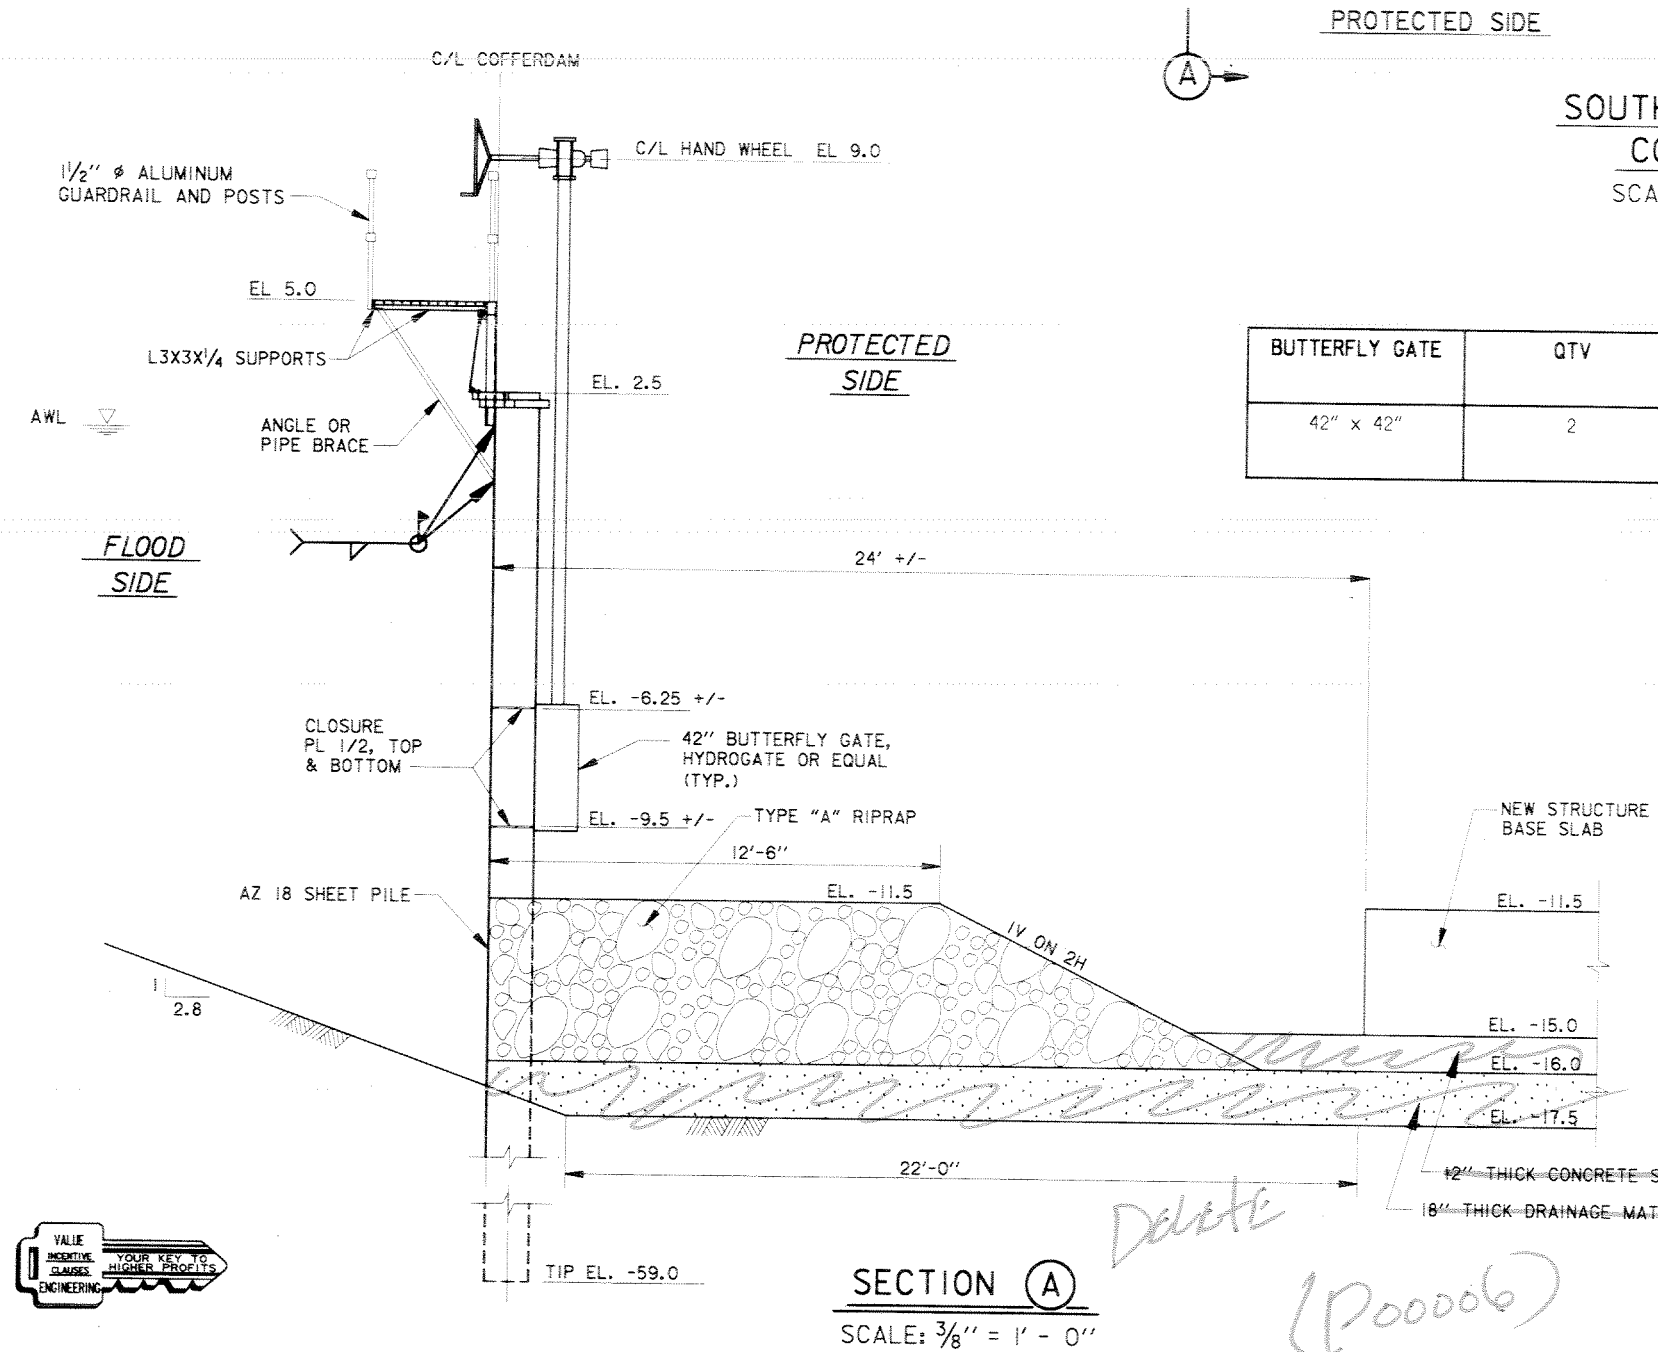 PROTECTED SIDE
C/L COFFERDAM
A
SOUTH
CO
SCA
C/L HAND WHEEL EL 9.0
1 1/2" ø ALUMINUM
GUARDRAIL AND POSTS
EL 5.0
L3X3X1/4 SUPPORTS
PROTECTED
SIDE
EL. 2.5
BUTTERFLY GATE QTY
42" x 42" 2
AWL
ANGLE OR
PIPE BRACE
FLOOD
SIDE
24' +/-
EL. -6.25 +/-
CLOSURE
PL 1/2, TOP
& BOTTOM
42" BUTTERFLY GATE,
HYDROGATE OR EQUAL
(TYP.)
EL. -9.5 +/-
TYPE "A" RIPRAP
NEW STRUCTURE
BASE SLAB
12'-6"
AZ 18 SHEET PILE
EL. -11.5
EL. -11.5
1V ON 2H
1
2.8
EL. -15.0
EL. -16.0
EL. -17.5
22'-0"
12" THICK CONCRETE S
18" THICK DRAINAGE MAT
DELETE
(P00006)
VALUE
INCENTIVE
CLAUSES
ENGINEERING
YOUR KEY TO
HIGHER PROFITS
TIP EL. -59.0
SECTION A
SCALE: 3/8" = 1' - 0"